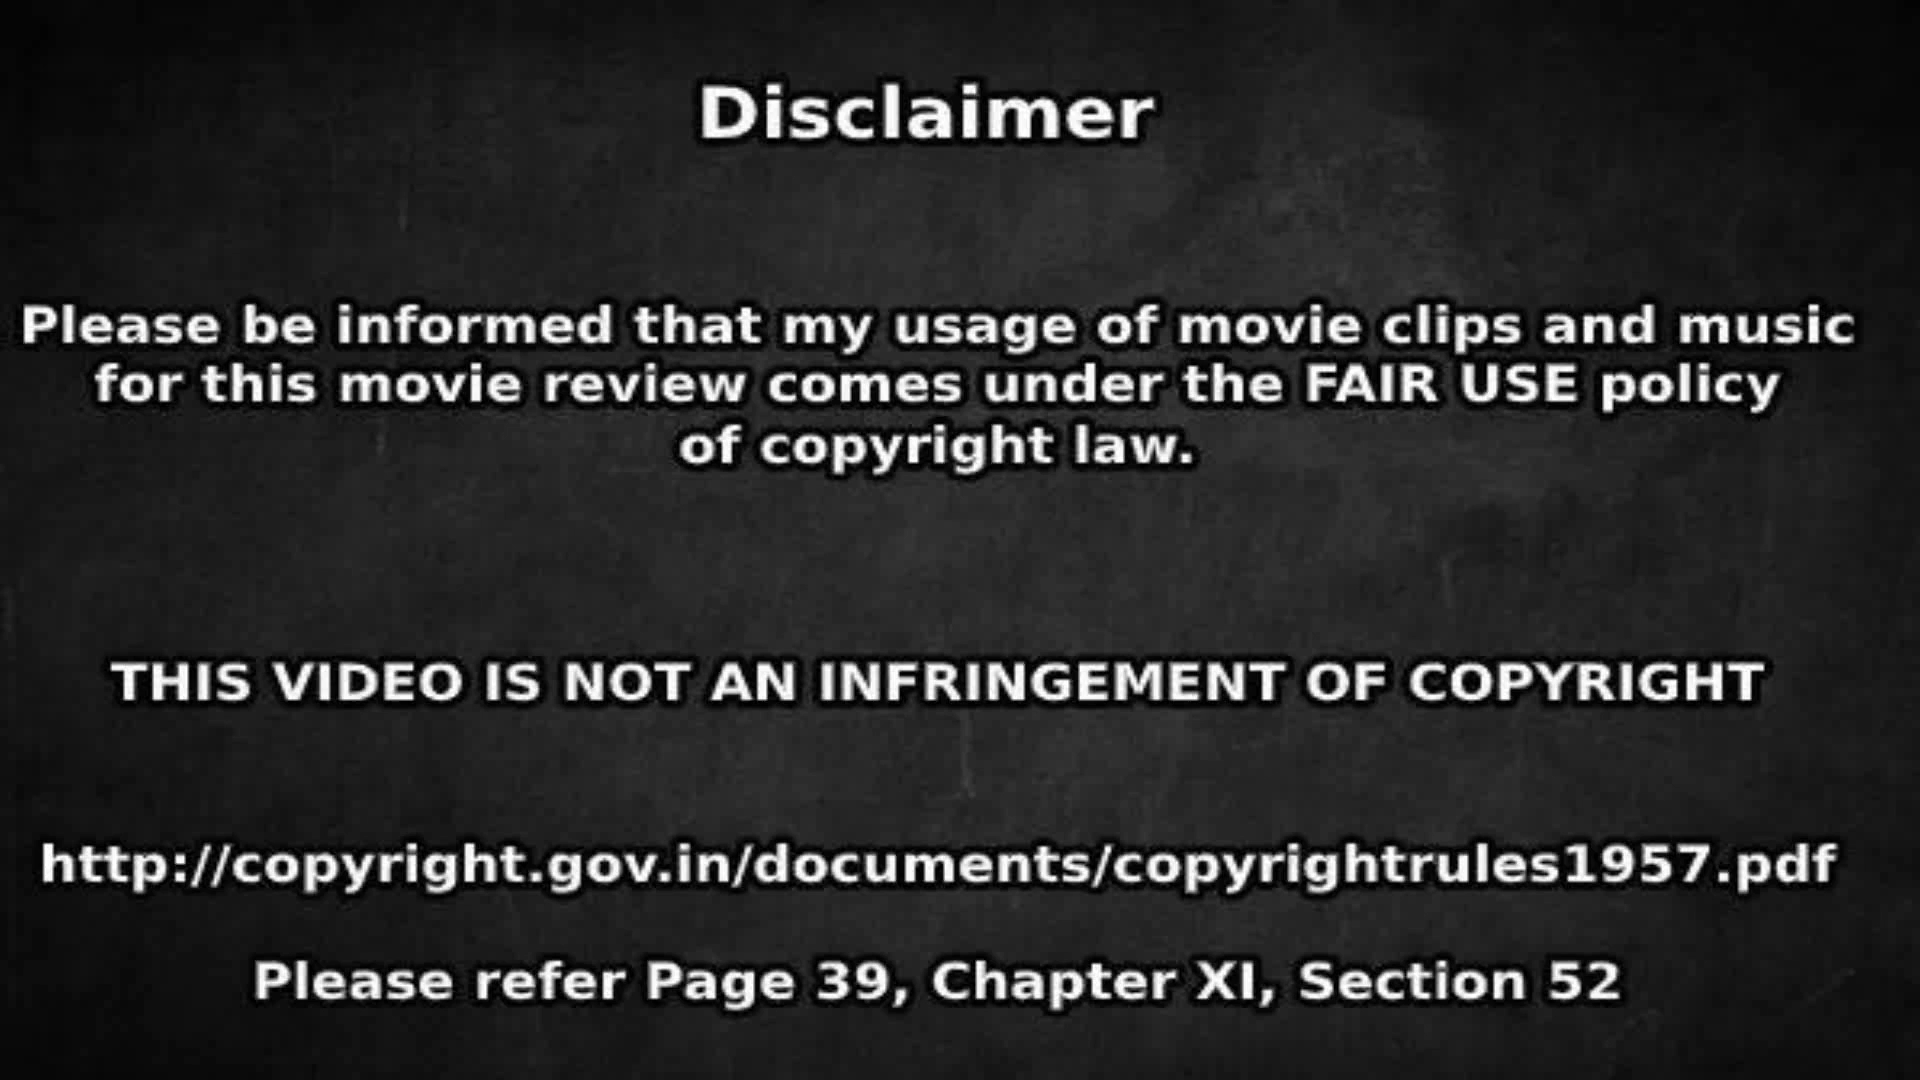 Disclaimer
Please be informed that my usage of movie clips and music
for this movie review comes under the FAIR USE policy
of copyright law.
THIS VIDEO IS NOT AN INFRINGEMENT OF COPYRIGHT
http://copyright.gov.in/documents/copyrightrules1957.pdf
Please refer Page 39, Chapter XI, Section 52